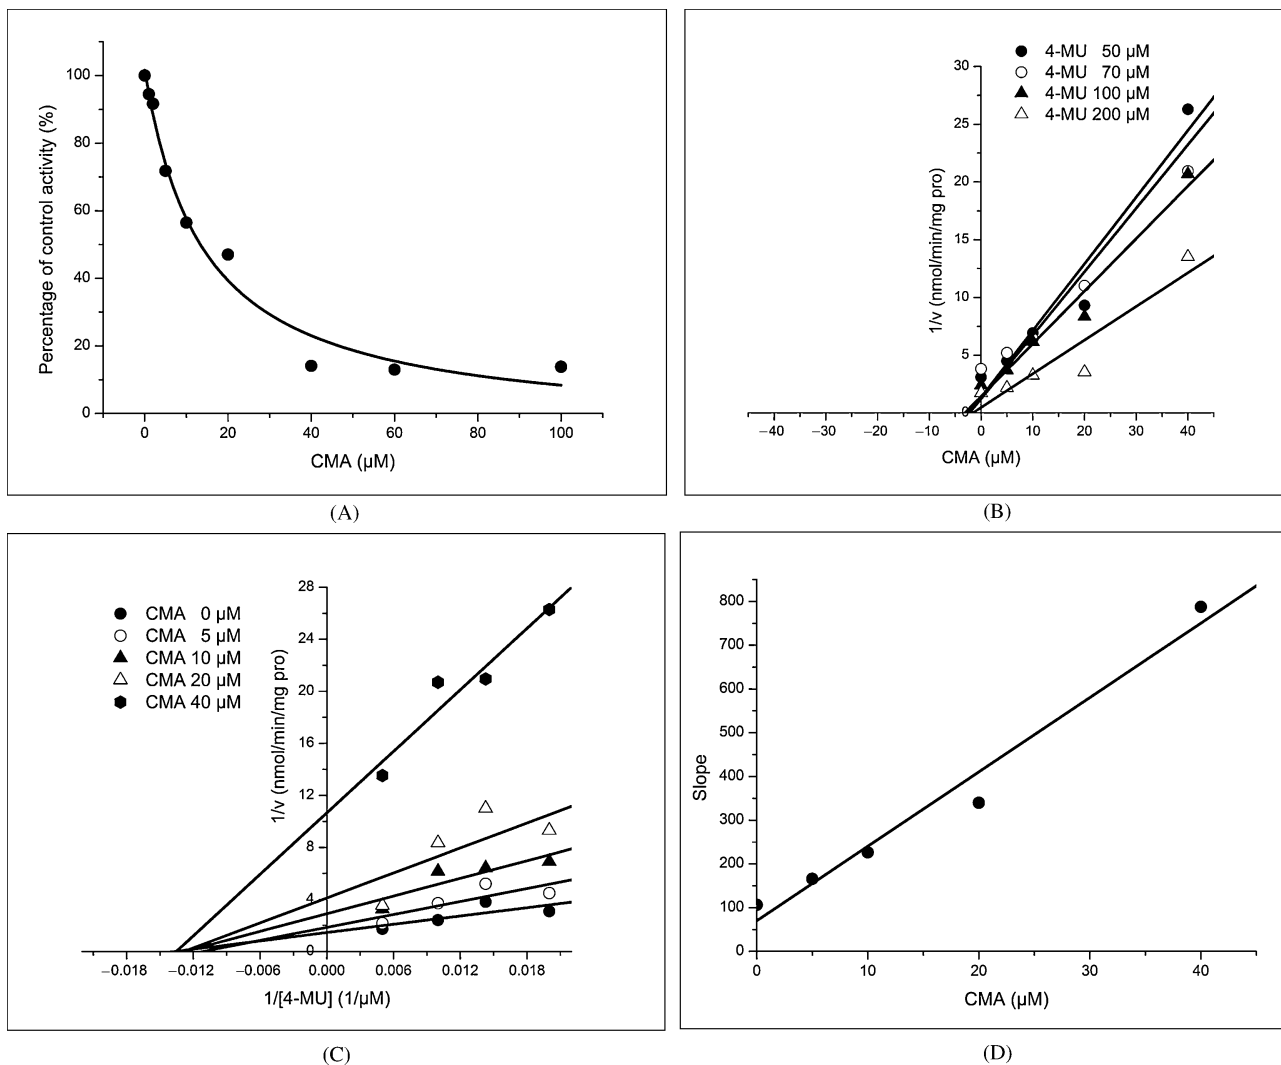 100
80
60
40
20
0
Percentage of control activity (%)
0 20 40 60 80 100
CMA (µM)
(A)
4-MU 50 µM
4-MU 70 µM
4-MU 100 µM
4-MU 200 µM
30
25
20
15
10
5
0
1/v (nmol/min/mg pro)
−40 −30 −20 −10 0 10 20 30 40
CMA (µM)
(B)
CMA 0 µM
CMA 5 µM
CMA 10 µM
CMA 20 µM
CMA 40 µM
28
24
20
16
12
8
4
0
1/v (nmol/min/mg pro)
−0.018 −0.012 −0.006 0.000 0.006 0.012 0.018
1/[4-MU] (1/µM)
(C)
800
700
600
500
400
300
200
100
0
Slope
0 10 20 30 40
CMA (µM)
(D)